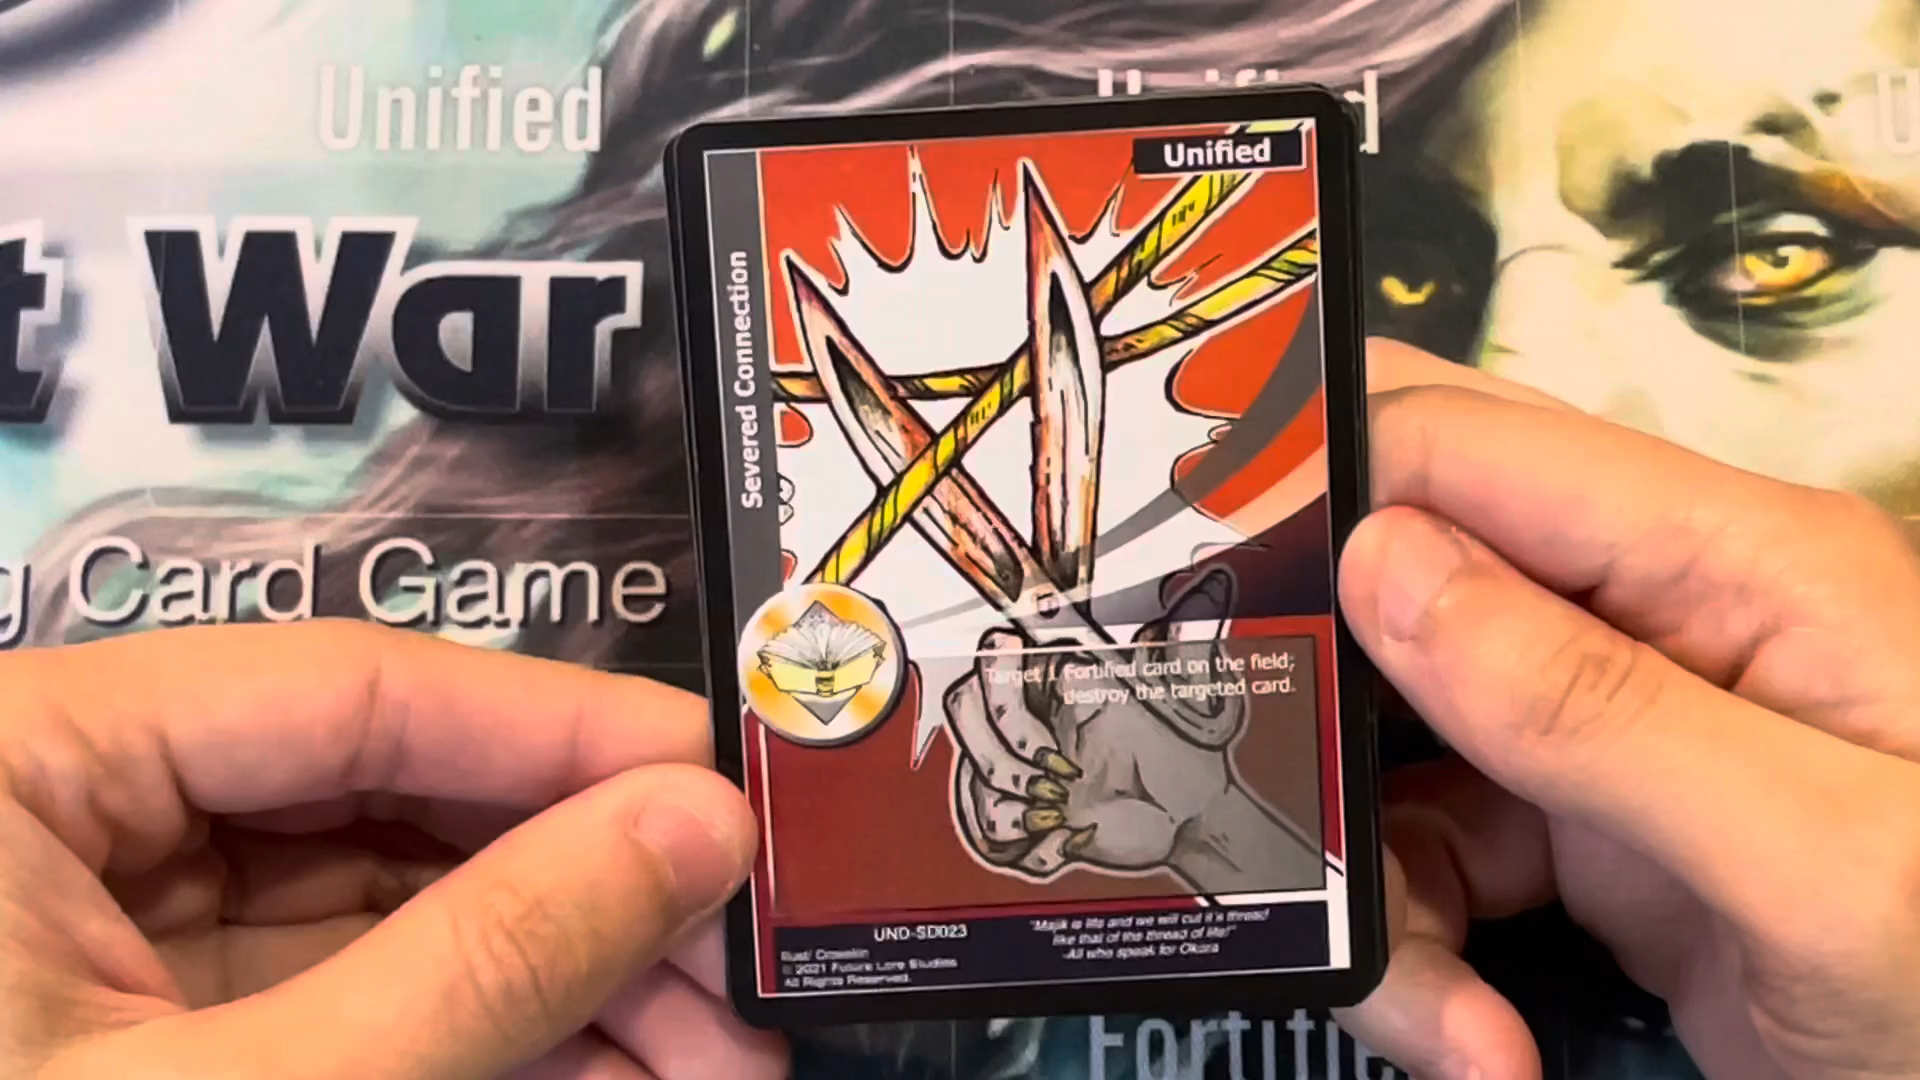 Unified
t War
g Card Game
Unified
Severed Connection
Target 1 Fortified card on the field;
destroy the targeted card.
UND-SD023
Illust/ Crowskin
© 2021 Future Lore Studios
All Rights Reserved.
"Majik is life and we will cut it's thread
like that of the thread of life!"
-All who speak for Okora